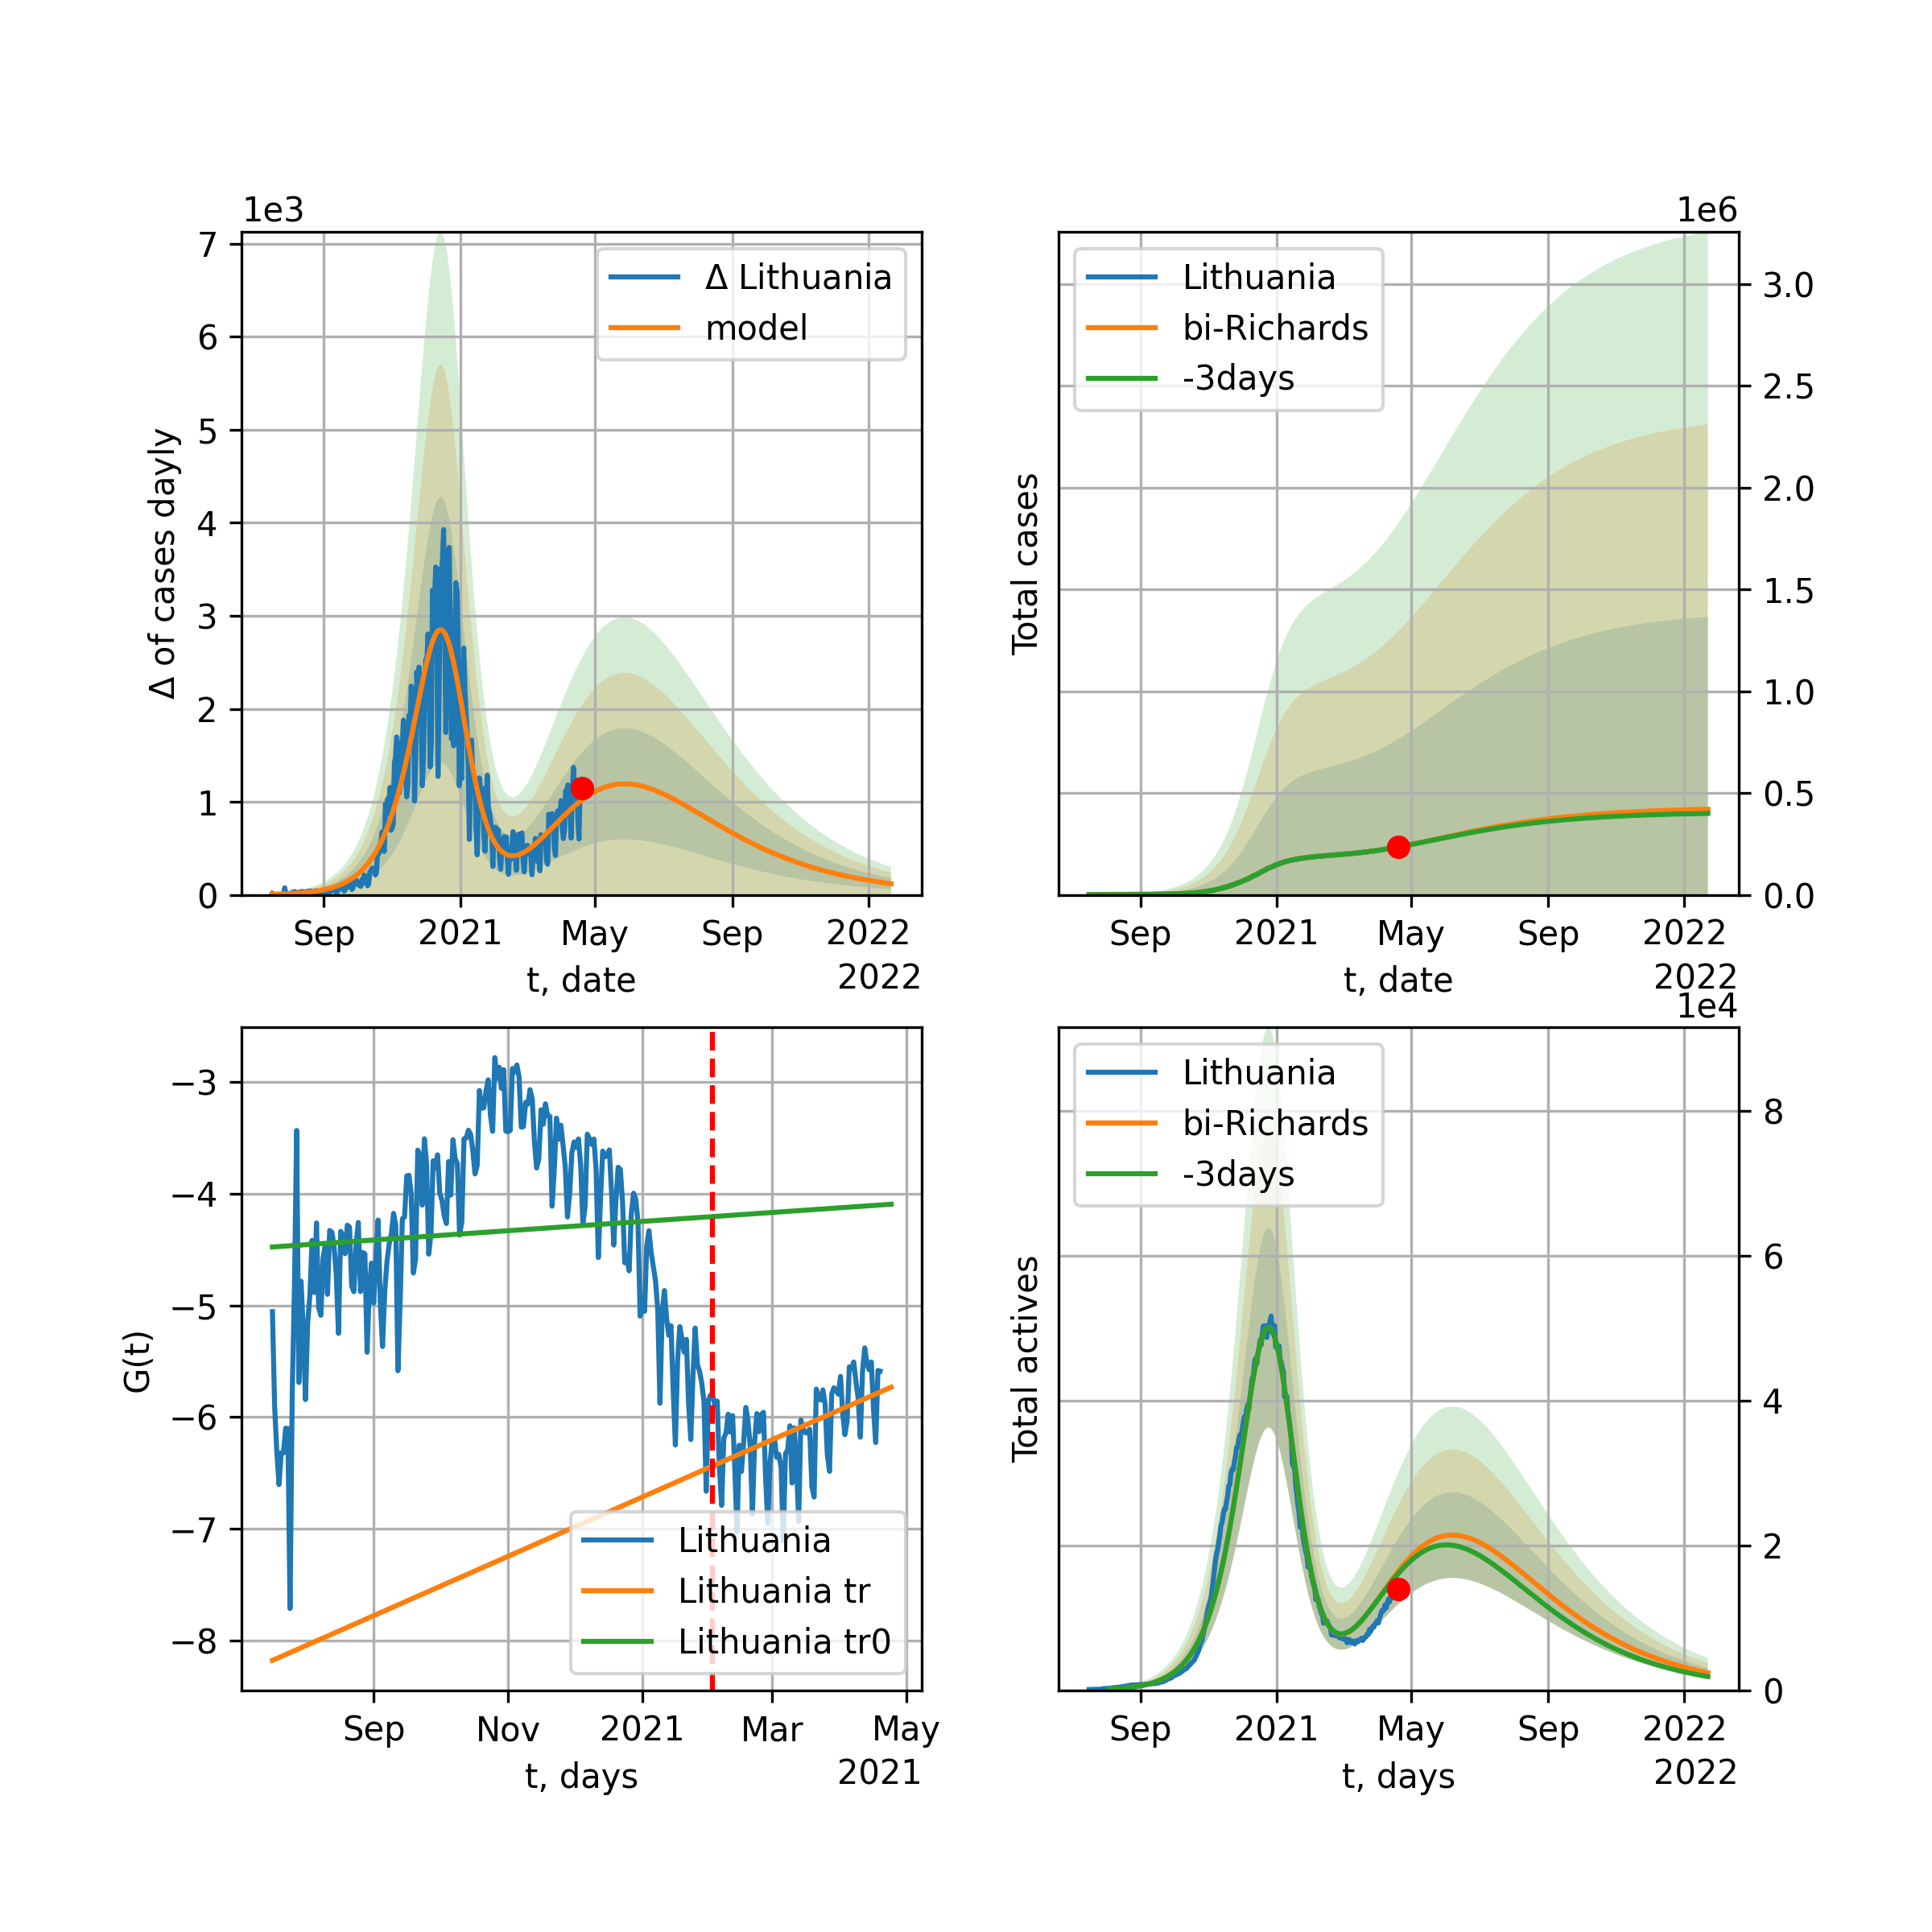 1e3
7
6
5
4
3
2
1
0
Δ of cases dayly
Δ Lithuania
model
Sep
2021
May
Sep
2022
t, date
2022
1e6
Total cases
Lithuania
bi-Richards
-3days
3.0
2.5
2.0
1.5
1.0
0.5
0.0
Sep
2021
May
Sep
2022
t, date
2022
−3
−4
−5
−6
−7
−8
G(t)
Lithuania
Lithuania tr
Lithuania tr0
Sep
Nov
2021
Mar
May
t, days
2021
1e4
Total actives
Lithuania
bi-Richards
-3days
8
6
4
2
0
Sep
2021
May
Sep
2022
t, days
2022